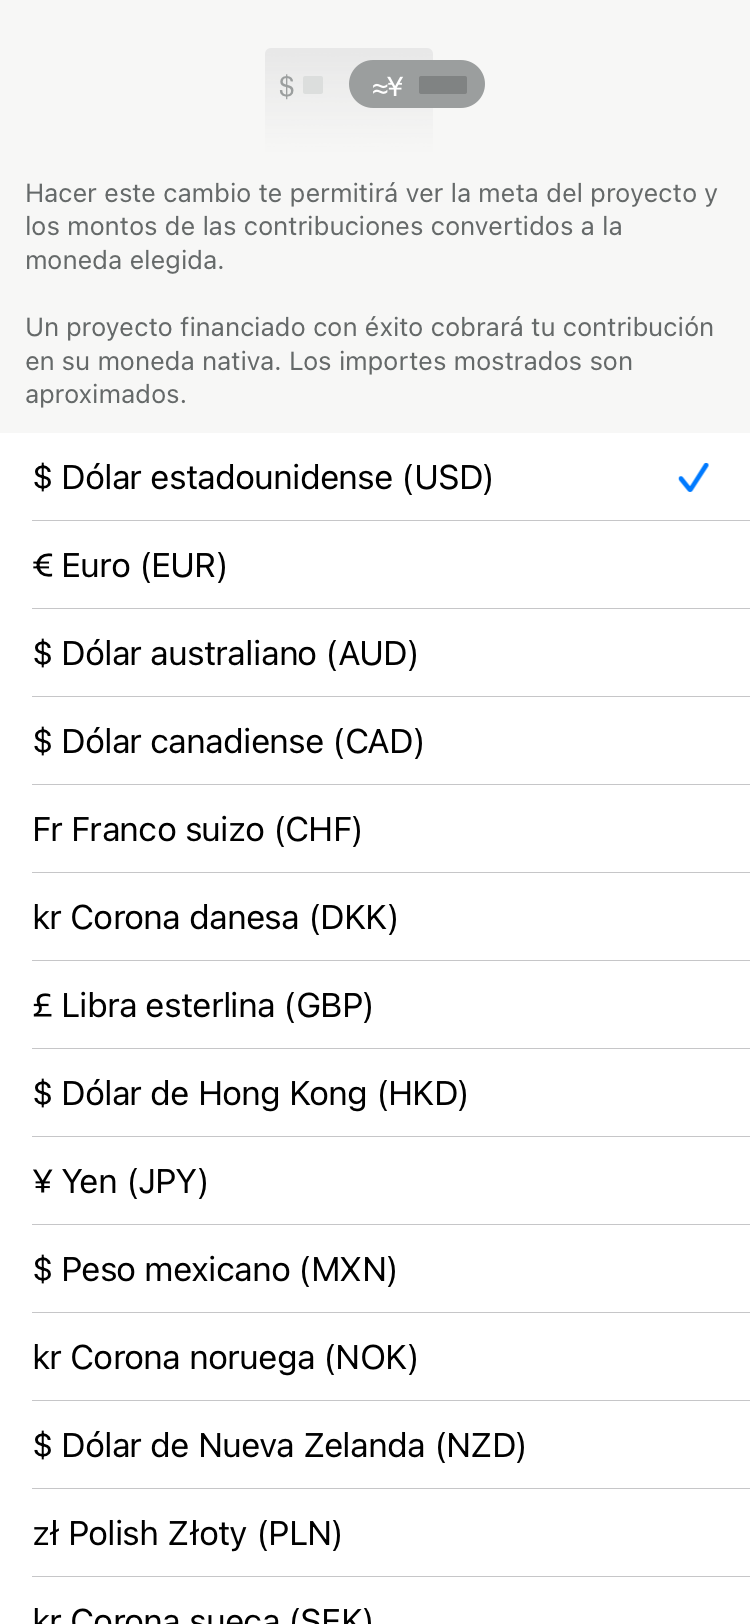 $ ≈¥
Hacer este cambio te permitirá ver la meta del proyecto y
los montos de las contribuciones convertidos a la
moneda elegida.
Un proyecto financiado con éxito cobrará tu contribución
en su moneda nativa. Los importes mostrados son
aproximados.
$ Dólar estadounidense (USD)
€ Euro (EUR)
$ Dólar australiano (AUD)
$ Dólar canadiense (CAD)
Fr Franco suizo (CHF)
kr Corona danesa (DKK)
£ Libra esterlina (GBP)
$ Dólar de Hong Kong (HKD)
¥ Yen (JPY)
$ Peso mexicano (MXN)
kr Corona noruega (NOK)
$ Dólar de Nueva Zelanda (NZD)
zł Polish Złoty (PLN)
kr Corona sueca (SEK)